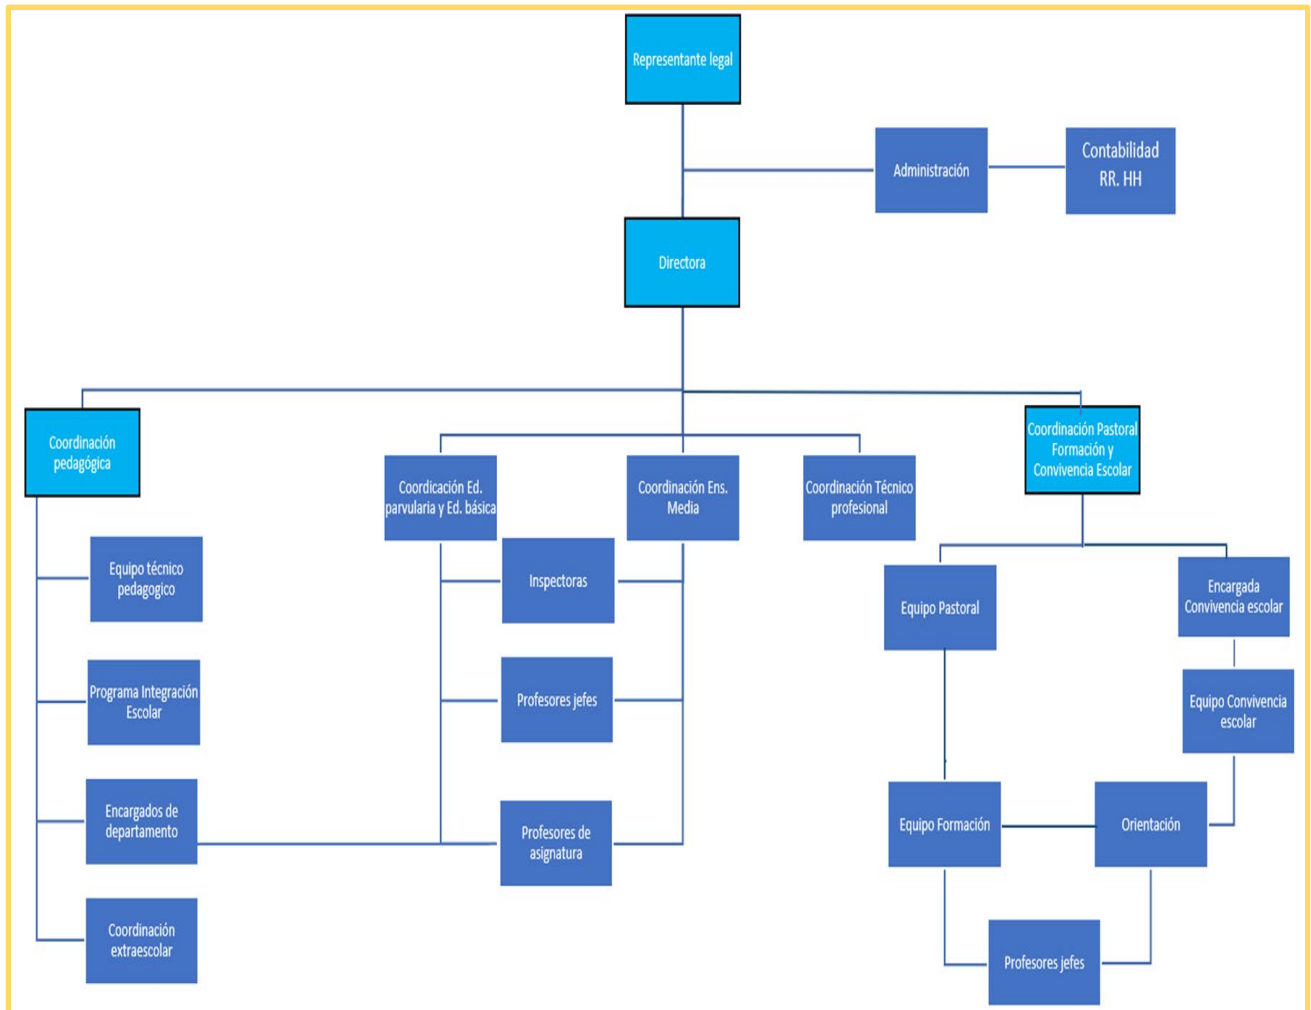 Representante legal
Administración
Contabilidad
RR. HH
Directora
Coordinación
pedagógica
Coordicación Ed.
parvularia y Ed. básica
Coordinación Ens.
Media
Coordinación Técnico
profesional
Coordinación Pastoral
Formación y
Convivencia Escolar
Equipo técnico
pedagogico
Inspectoras
Equipo Pastoral
Encargada
Convivencia escolar
Programa Integración
Escolar
Profesores jefes
Equipo Convivencia
escolar
Encargados de
departamento
Profesores de
asignatura
Equipo Formación
Orientación
Coordinación
extraescolar
Profesores jefes